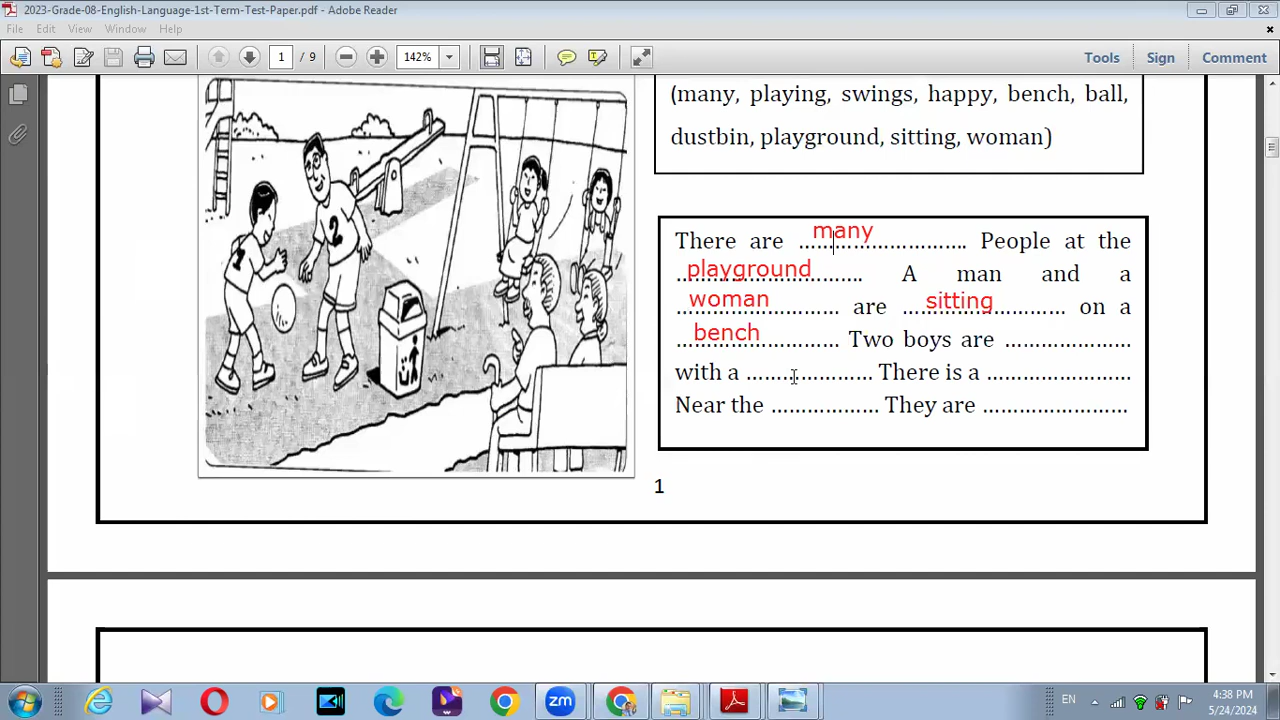 2023-Grade-08-English-Language-1st-Term-Test-Paper.pdf - Adobe Reader
File Edit View Window Help
1 / 9 142% Tools Sign Comment
(many, playing, swings, happy, bench, ball,
dustbin, playground, sitting, woman)
There are many ............................. People at the
playground ................................ A man and a
woman ............................ are sitting ............................ on a
bench ............................ Two boys are .....................
with a ..................... There is a ........................
Near the .................. They are ........................
2
1
1
zm
EN
4:38 PM
5/24/2024